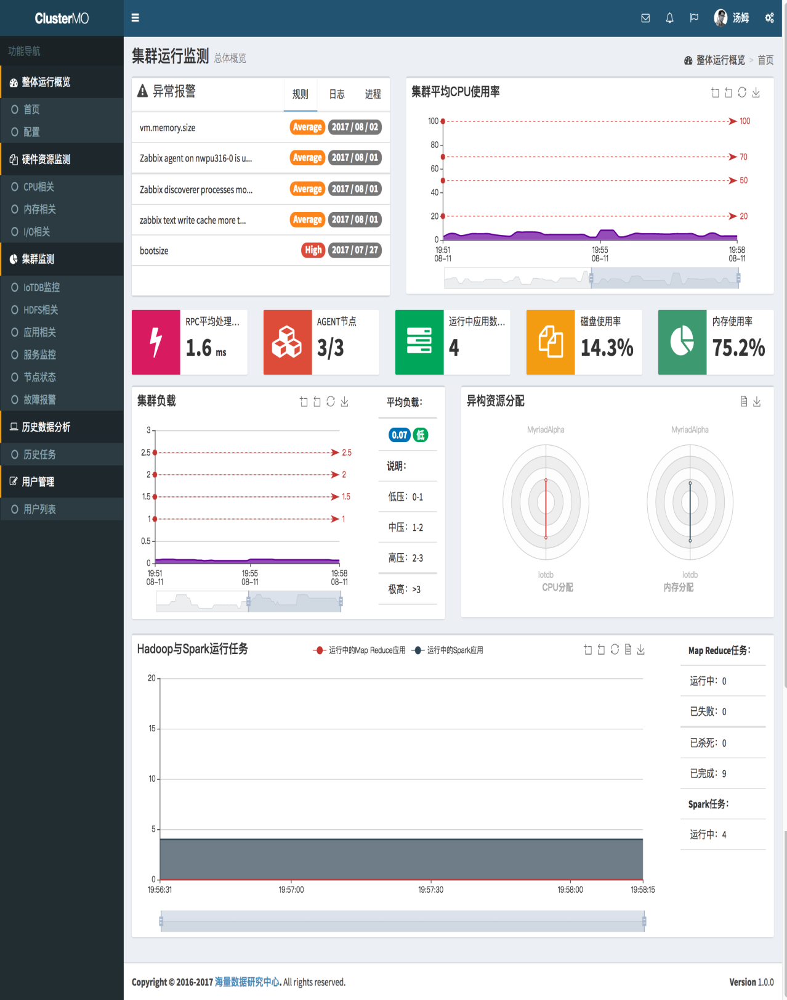 ClusterMO
汤姆
功能导航
整体运行概览
首页
配置
硬件资源监测
CPU相关
内存相关
I/O相关
集群监测
IoTDB监控
HDFS相关
应用相关
服务监控
节点状态
故障报警
历史数据分析
历史任务
用户管理
用户列表
集群运行监测 总体概览
整体运行概览 > 首页
异常报警 规则 日志 进程
vm.memory.size Average 2017 / 08 / 02
Zabbix agent on nwpu316-0 is u... Average 2017 / 08 / 01
Zabbix discoverer processes mo... Average 2017 / 08 / 01
zabbix text write cache more t... Average 2017 / 08 / 01
bootsize High 2017 / 07 / 27
集群平均CPU使用率
100 100
80
70
60
50
40
20 20
0
19:51 19:55 19:58
08-11 08-11 08-11
RPC平均处理...
1.6 ms
AGENT节点
3/3
运行中应用数...
4
磁盘使用率
14.3%
内存使用率
75.2%
集群负载
3
2.5 2.5
2 2
1.5 1.5
1 1
0.5
0
19:51 19:55 19:58
08-11 08-11 08-11
平均负载：
0.07 低
说明：
低压：0-1
中压：1-2
高压：2-3
极高：>3
异构资源分配
MyriadAlpha MyriadAlpha
iotdb iotdb
CPU分配 内存分配
Hadoop与Spark运行任务
运行中的Map Reduce应用 运行中的Spark应用
20
15
10
5
0
19:56:31 19:57:00 19:57:30 19:58:00 19:58:15
Map Reduce任务：
运行中：0
已失败：0
已杀死：0
已完成：9
Spark任务：
运行中：4
Copyright © 2016-2017 海量数据研究中心. All rights reserved.
Version 1.0.0